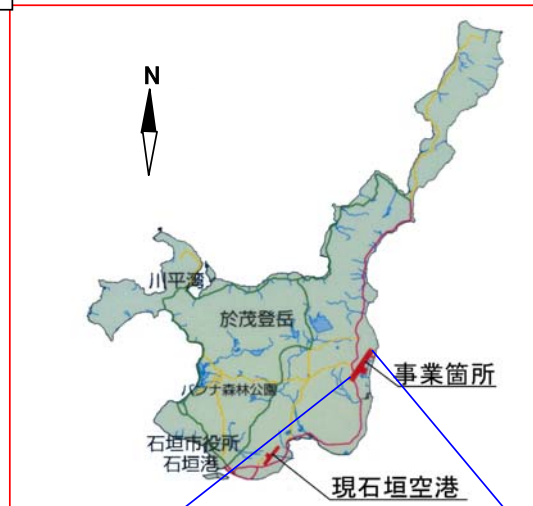 N
川平湾
於茂登岳
バンナ森林公園
事業箇所
石垣市役所
石垣港
現石垣空港